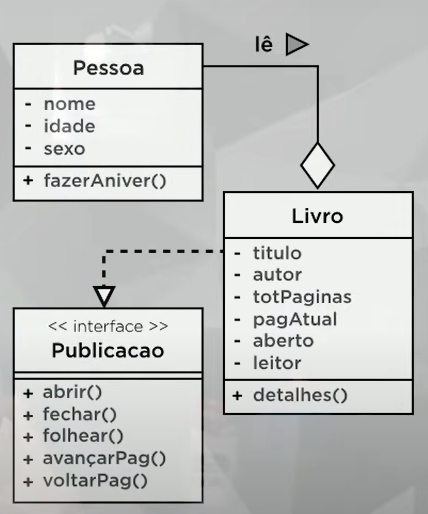 lê
Pessoa
- nome
- idade
- sexo
+ fazerAniver()
Livro
- titulo
- autor
- totPaginas
- pagAtual
- aberto
- leitor
+ detalhes()
<< interface >>
Publicacao
+ abrir()
+ fechar()
+ folhear()
+ avançarPag()
+ voltarPag()